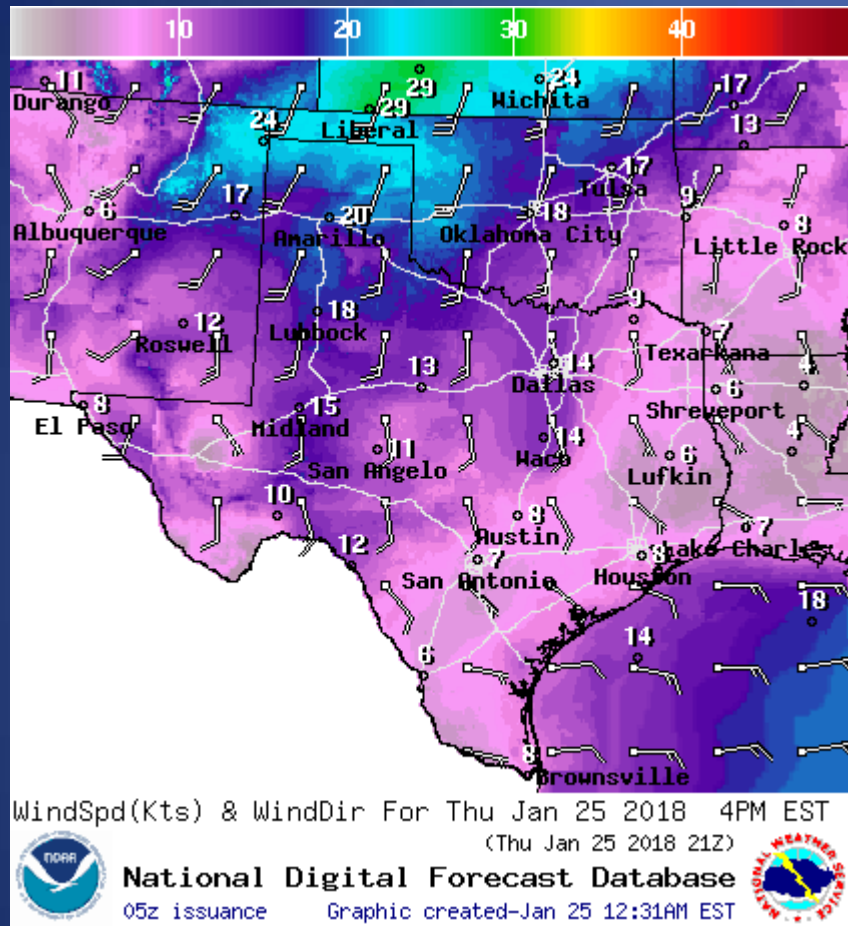 10 20 30 40
11
Durango
24
29
29
Liberal
24
Wichita
17
13
17
Tulsa
6
Albuquerque
17
20
Amarillo
18
Oklahoma City
9
8
Little Rock
12
Roswell
18
Lubbock
9
7
Texarkana
13
14
Dallas
6
Shreveport
4
8
El Paso
15
Midland
11
San Angelo
14
Waco
6
Lufkin
4
10
8
Austin
7
Lake Charles
12
7
San Antonio
8
Houston
18
14
6
8
Brownsville
WindSpd(Kts) & WindDir For Thu Jan 25 2018 4PM EST
(Thu Jan 25 2018 21Z)
NOAA
National Digital Forecast Database
05z issuance Graphic created-Jan 25 12:31AM EST
NATIONAL WEATHER SERVICE